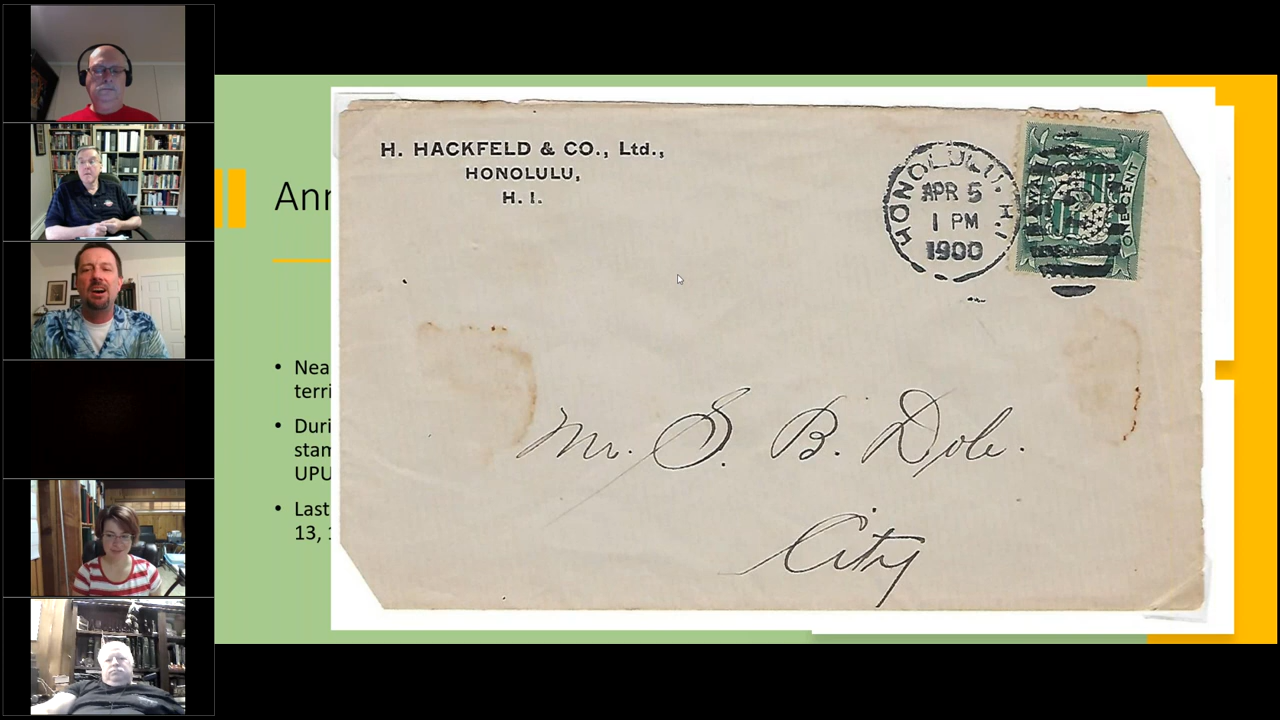 Ann
• Nea
terri
• Duri
stam
UPU
• Last
13, 1
H. HACKFELD & CO., Ltd.,
HONOLULU,
H. I.
HONOLULU. H.I.
APR 5
1 PM
1900
ONE CENT
Mr. S. B. Dole.
City